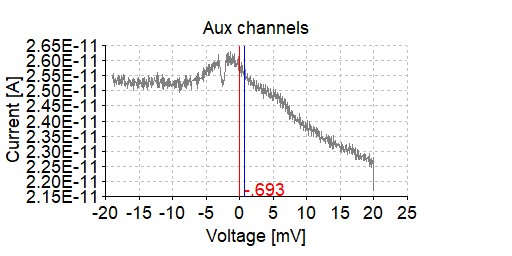 Aux channels
Current [A]
2.65E-11
2.60E-11
2.55E-11
2.50E-11
2.45E-11
2.40E-11
2.35E-11
2.30E-11
2.25E-11
2.20E-11
2.15E-11
-.693
-20 -15 -10 -5 0 5 10 15 20 25
Voltage [mV]